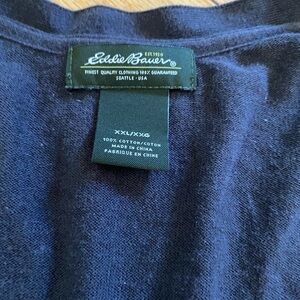 EST. 1920
Eddie Bauer
FINEST QUALITY CLOTHING 100% GUARANTEED
SEATTLE · USA
XXL/XXG
100% COTTON/COTON
MADE IN CHINA
FABRIQUÉ EN CHINE